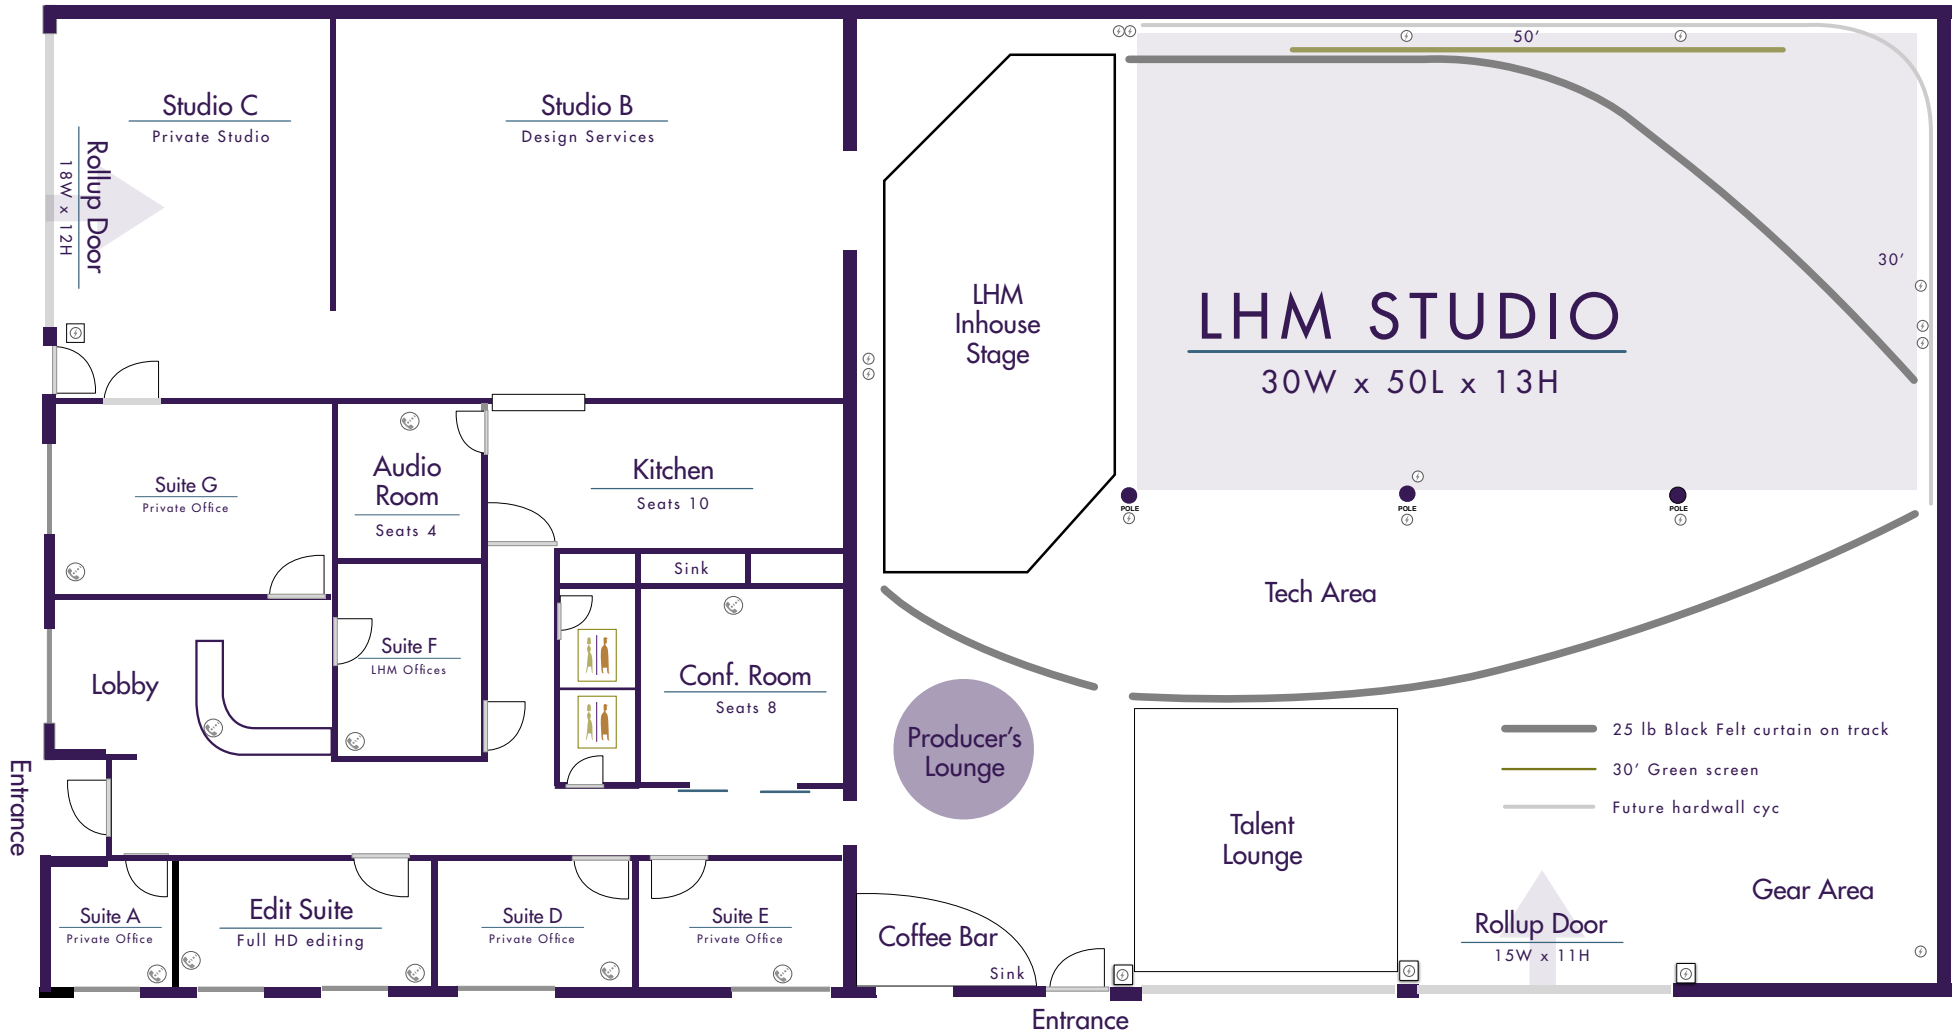 50’
Studio C
Private Studio
Studio B
Design Services
Rollup Door
18W x 12H
30’
LHM
Inhouse
Stage
LHM STUDIO
30W x 50L x 13H
Suite G
Private Office
Audio
Room
Seats 4
Kitchen
Seats 10
POLE
POLE
POLE
Sink
Tech Area
Suite F
LHM Offices
Lobby
Conf. Room
Seats 8
Producer’s
Lounge
25 lb Black Felt curtain on track
30’ Green screen
Future hardwall cyc
Entrance
Talent
Lounge
Gear Area
Suite A
Private Office
Edit Suite
Full HD editing
Suite D
Private Office
Suite E
Private Office
Coffee Bar
Sink
Rollup Door
15W x 11H
Entrance